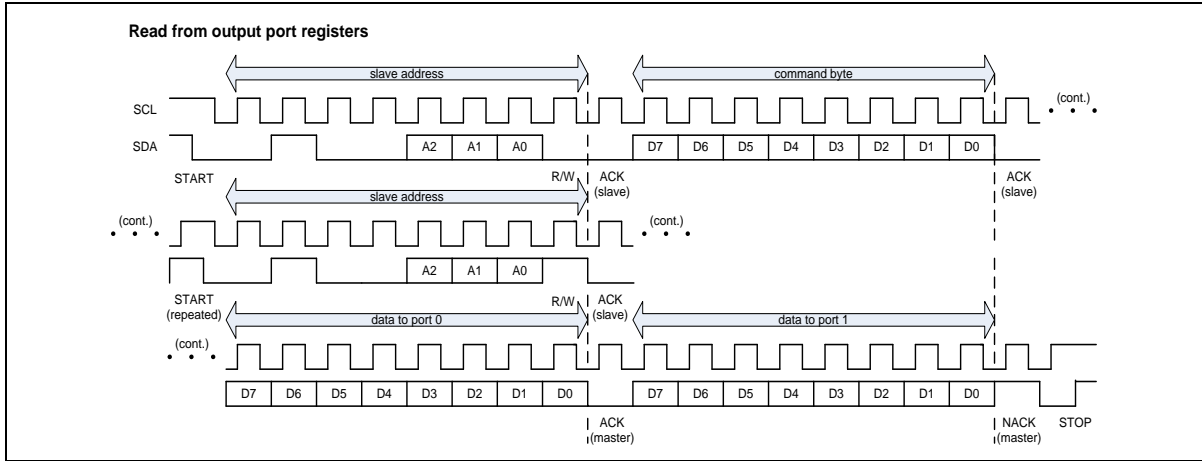 Read from output port registers
slave address command byte
SCL (cont.)
SDA A2 A1 A0 D7 D6 D5 D4 D3 D2 D1 D0
START R/W ACK ACK
(slave) (slave)
slave address
(cont.) (cont.)
A2 A1 A0
START R/W ACK
(repeated) (slave)
data to port 0 data to port 1
(cont.)
D7 D6 D5 D4 D3 D2 D1 D0 D7 D6 D5 D4 D3 D2 D1 D0
ACK NACK STOP
(master) (master)